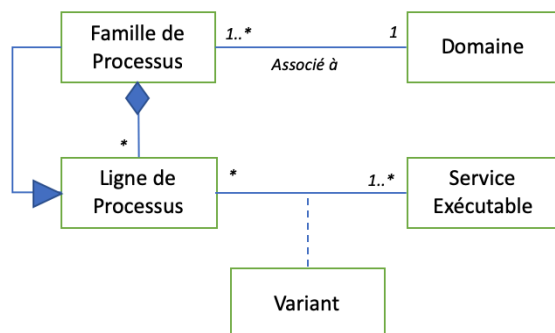 Famille de
Processus
1..*
1
Associé à
Domaine
*
Ligne de
Processus
*
1..*
Service
Exécutable
Variant